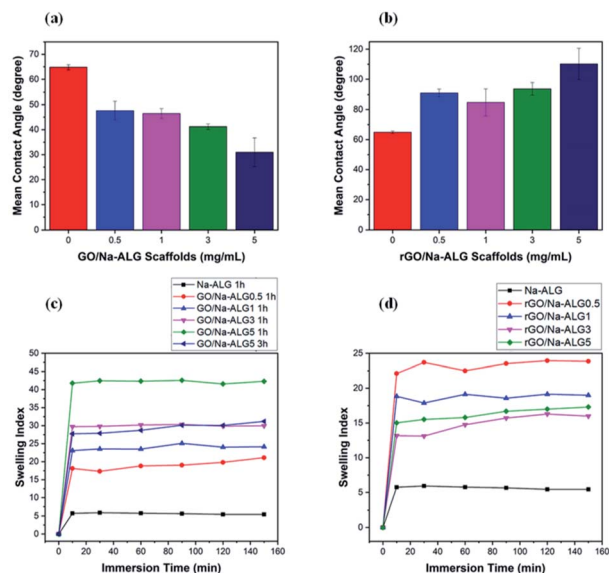 (a)
Mean Contact Angle (degree)
70
60
50
40
30
20
10
0
0 0.5 1 3 5
GO/Na-ALG Scaffolds (mg/mL)
(b)
Mean Contact Angle (degree)
120
100
80
60
40
20
0
0 0.5 1 3 5
rGO/Na-ALG Scaffolds (mg/mL)
(c)
Na-ALG 1h
GO/Na-ALG0.5 1h
GO/Na-ALG1 1h
GO/Na-ALG3 1h
GO/Na-ALG5 1h
GO/Na-ALG5 3h
Swelling Index
50
45
40
35
30
25
20
15
10
5
0
0 20 40 60 80 100 120 140 160
Immersion Time (min)
(d)
Na-ALG
rGO/Na-ALG0.5
rGO/Na-ALG1
rGO/Na-ALG3
rGO/Na-ALG5
Swelling Index
25
20
15
10
5
0
0 20 40 60 80 100 120 140 160
Immersion Time (min)